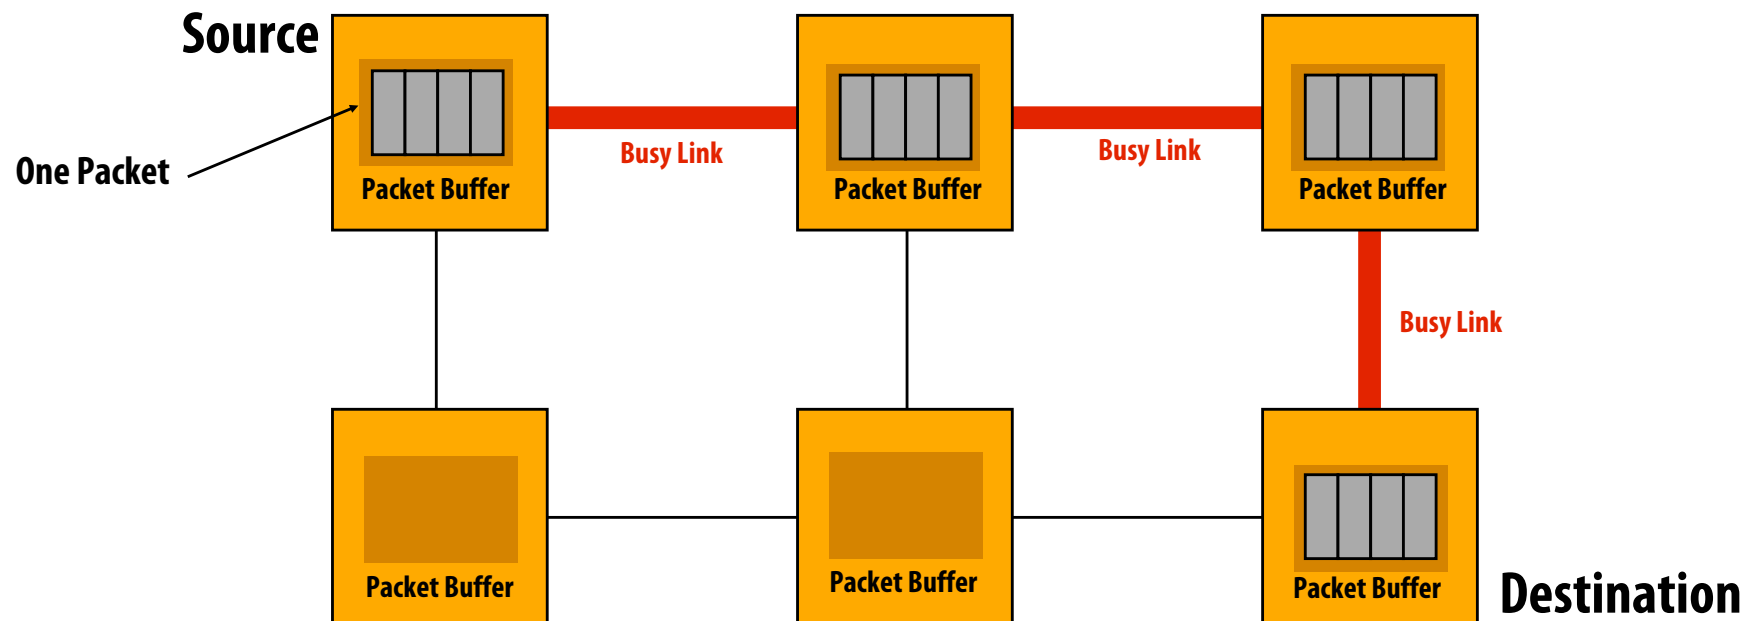 Source
One Packet
Packet Buffer
Busy Link
Packet Buffer
Busy Link
Packet Buffer
Busy Link
Packet Buffer
Packet Buffer
Packet Buffer
Destination